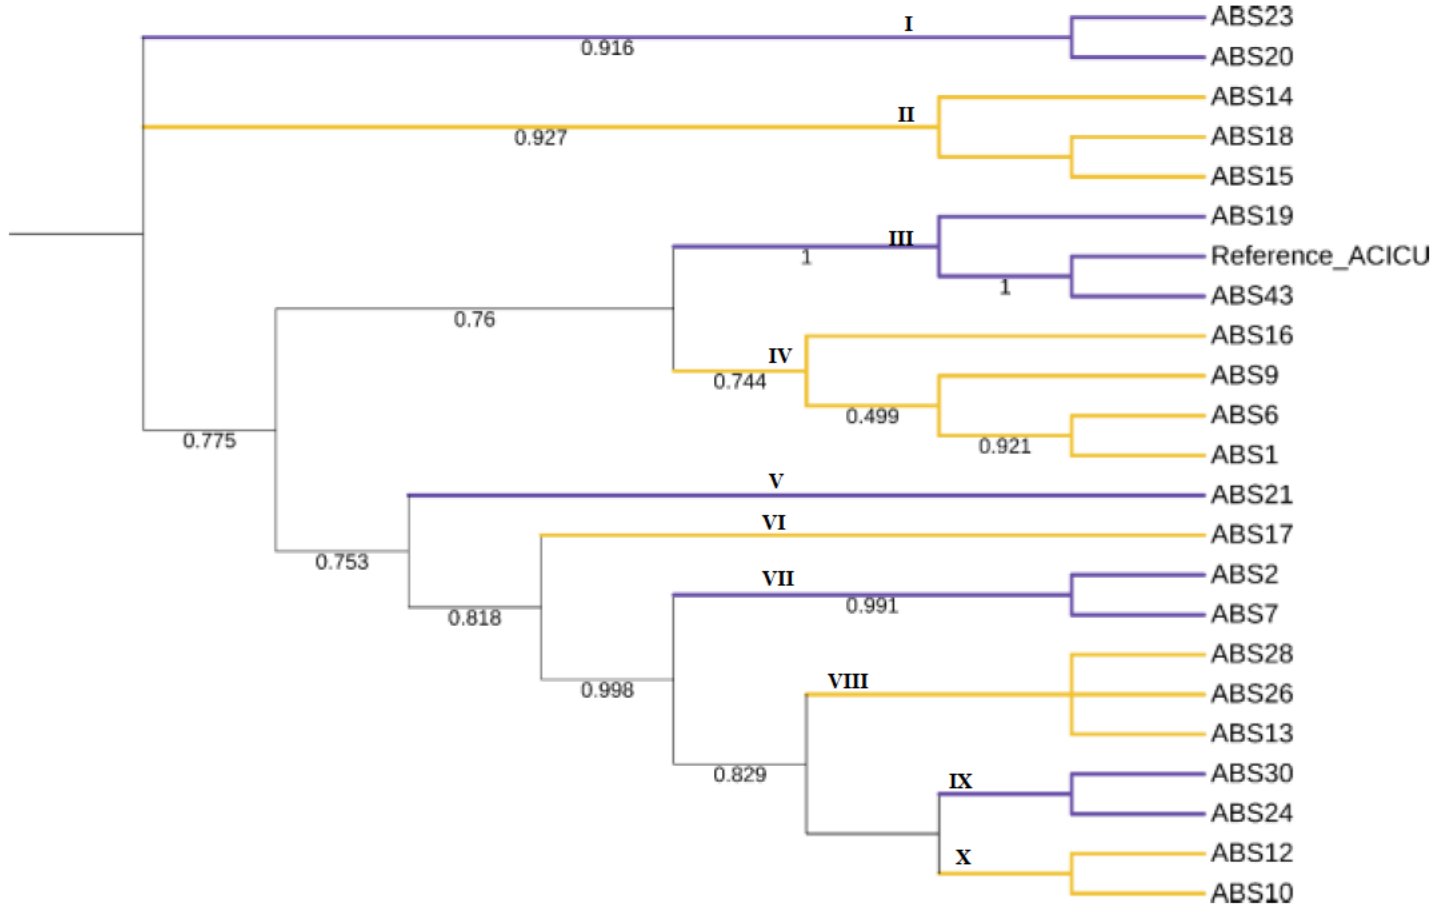 I
ABS23
0.916
ABS20
II
ABS14
0.927
ABS18
ABS15
ABS19
III
1
Reference_ACICU
1
ABS43
0.76
IV
ABS16
0.744
ABS9
0.499
ABS6
0.921
ABS1
0.775
V
ABS21
VI
ABS17
0.753
VII
ABS2
0.991
ABS7
0.818
ABS28
VIII
ABS26
0.998
ABS13
0.829
IX
ABS30
ABS24
X
ABS12
ABS10